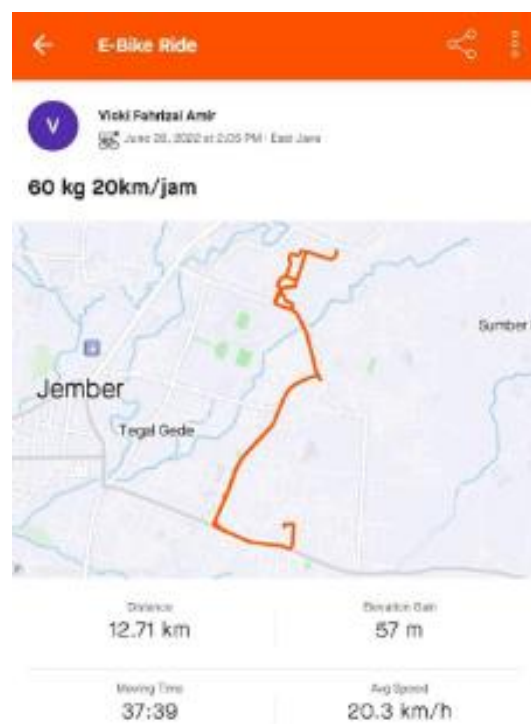 E-Bike Ride
V
Vicki Fahrizal Amir
June 28, 2022 at 2:05 PM · East Java
60 kg 20km/jam
Sumber
Jember
Tegal Gede
Distance
Elevation Gain
12.71 km
57 m
Moving Time
Avg Speed
37:39
20.3 km/h